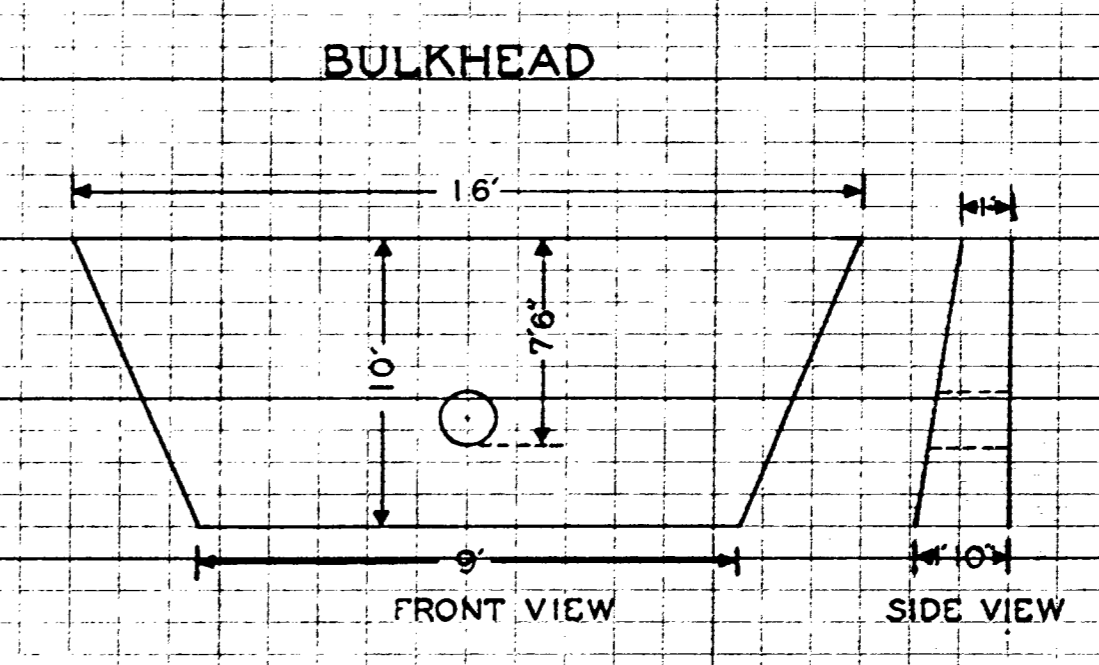 BULKHEAD
16'
1'
10'
7'6"
9'
1'10"
FRONT VIEW
SIDE VIEW